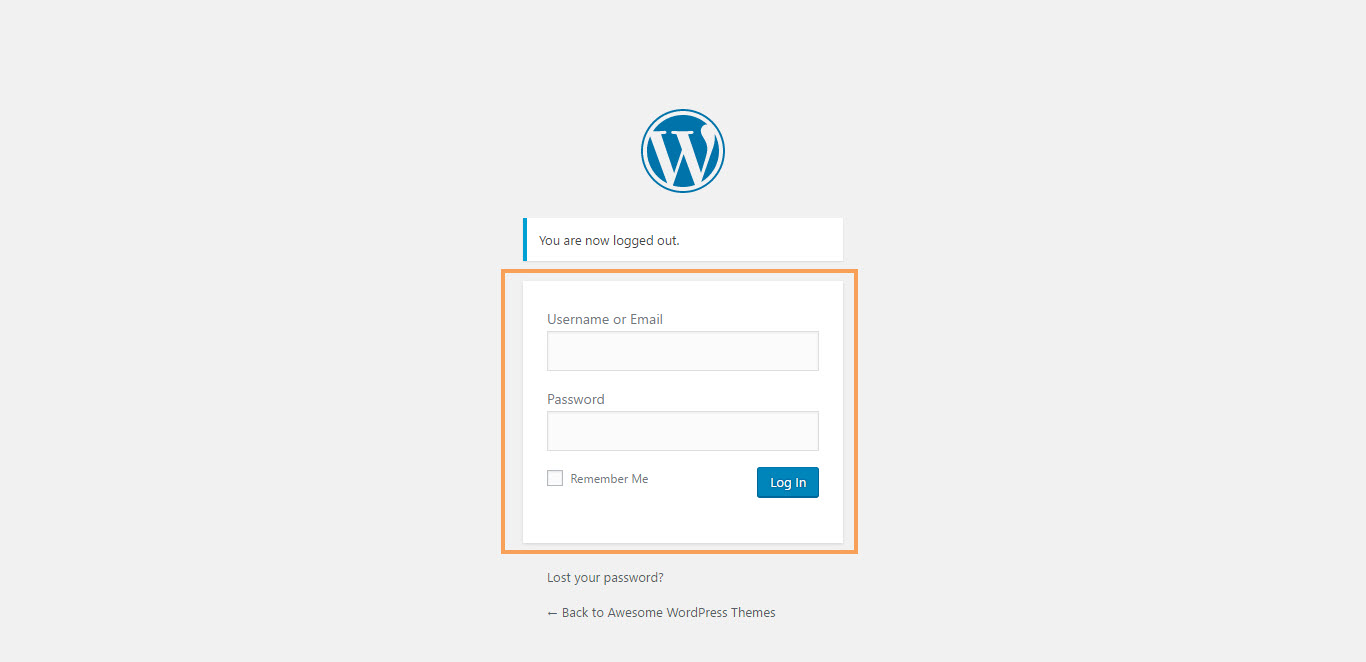 You are now logged out.
Username or Email
Password
Remember Me
Log In
Lost your password?
← Back to Awesome WordPress Themes